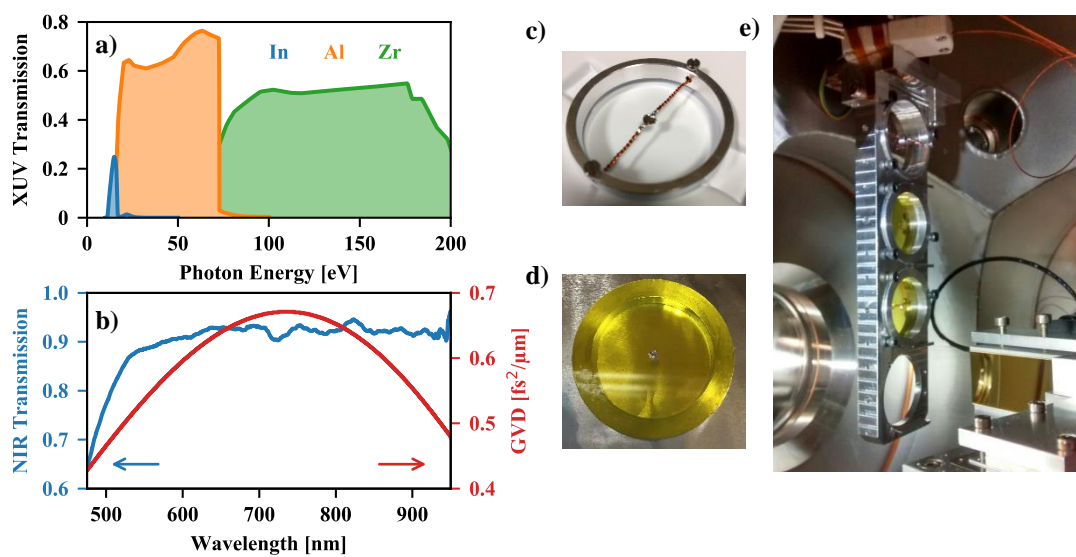 a)
In Al Zr
XUV Transmission
0.8
0.6
0.4
0.2
0
0 50 100 150 200
Photon Energy [eV]
b)
NIR Transmission
1.0
0.9
0.8
0.7
0.6
GVD [fs²/μm]
0.7
0.6
0.5
0.4
500 600 700 800 900
Wavelength [nm]
c)
d)
e)